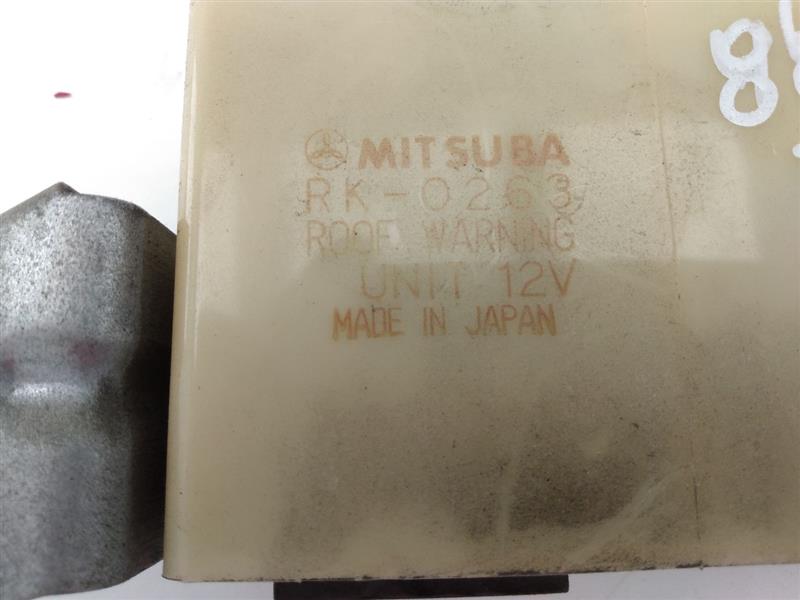 MITSUBA
RK-0263
ROOF WARNING
UNIT 12V
MADE IN JAPAN